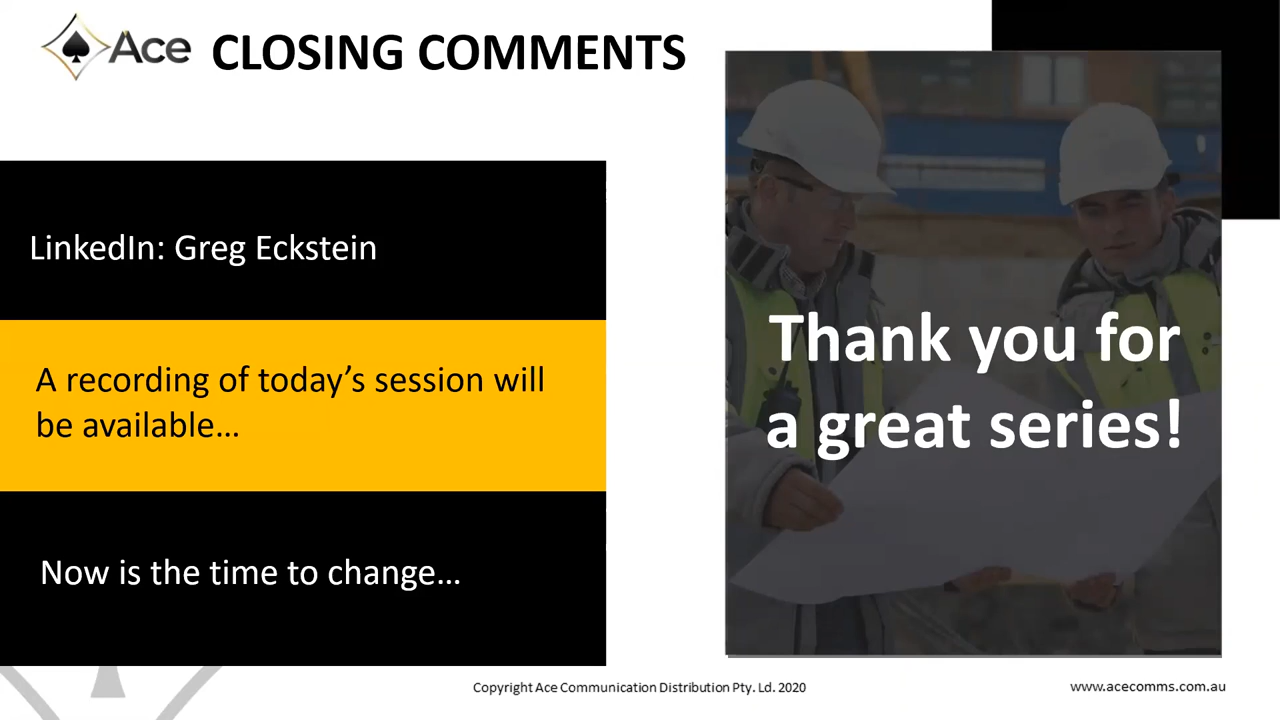 Ace
CLOSING COMMENTS
LinkedIn: Greg Eckstein
A recording of today’s session will
be available…
Now is the time to change…
Thank you for
a great series!
Copyright Ace Communication Distribution Pty. Ld. 2020
www.acecomms.com.au